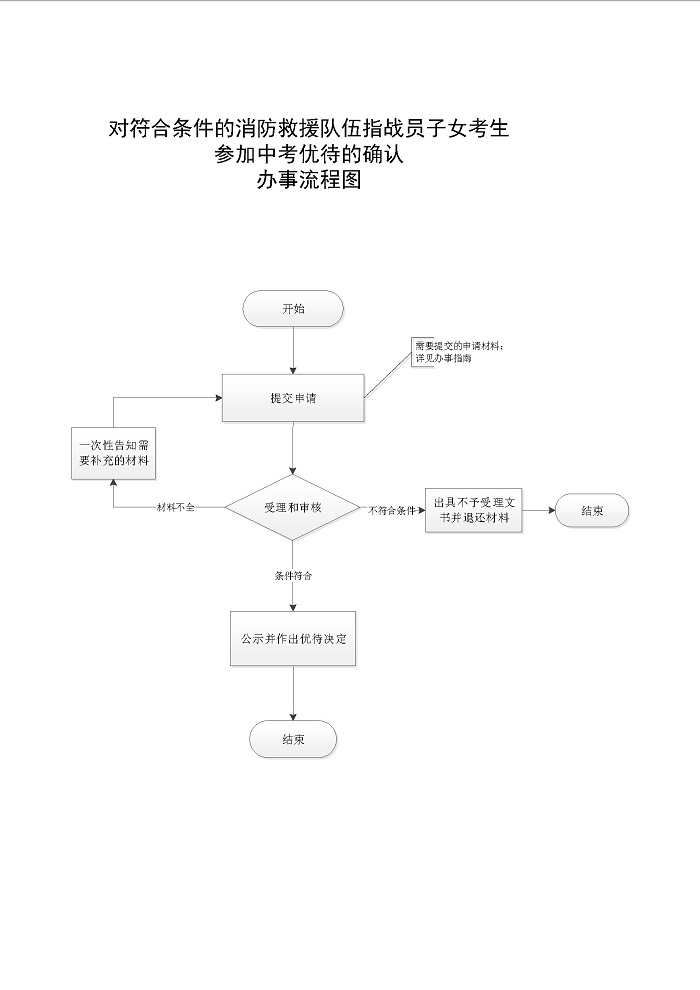 对符合条件的消防救援队伍指战员子女考生
参加中考优待的确认
办事流程图
开始
需要提交的申请材料：
详见办事指南
提交申请
一次性告知需
要补充的材料
材料不全
受理和审核
不符合条件
出具不予受理文
书并退还材料
结束
条件符合
公示并作出优待决定
结束